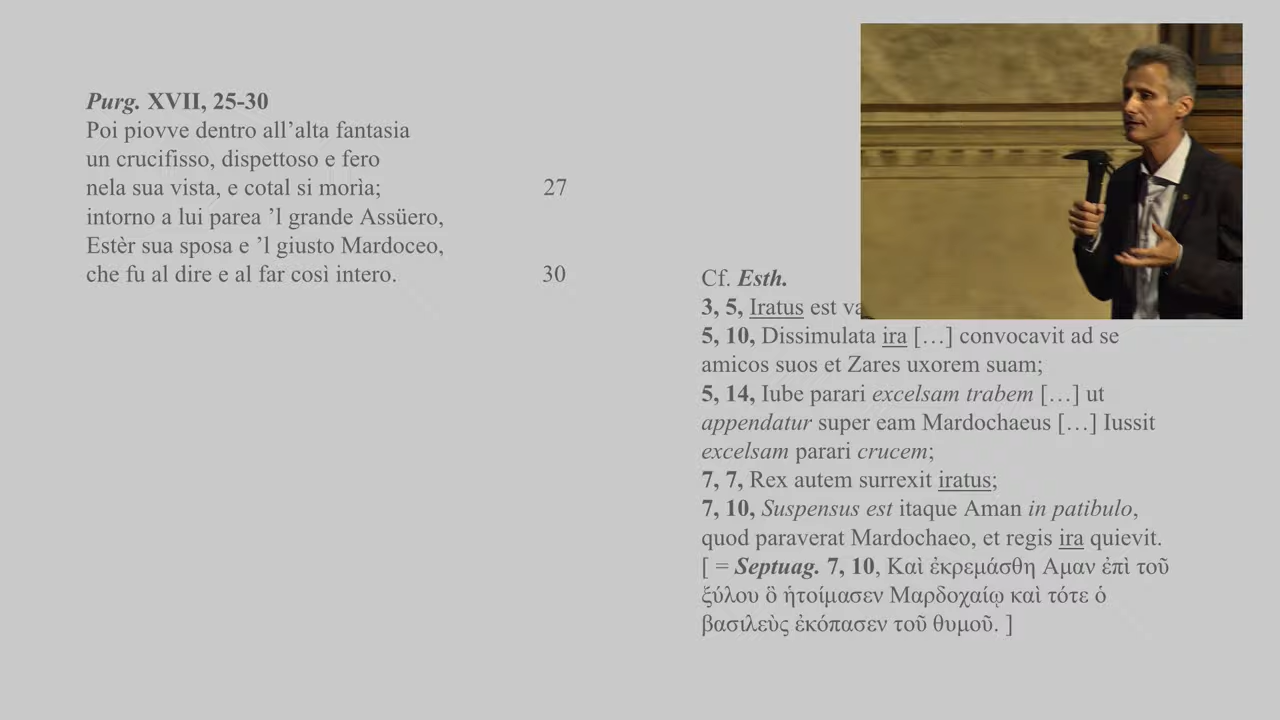 Purg. XVII, 25-30
Poi piovve dentro all’alta fantasia
un crucifisso, dispettoso e fero
nela sua vista, e cotal si morìa; 27
intorno a lui parea ’l grande Assüero,
Estèr sua sposa e ’l giusto Mardoceo,
che fu al dire e al far così intero. 30
Cf. Esth.
3, 5, Iratus est va
5, 10, Dissimulata ira […] convocavit ad se
amicos suos et Zares uxorem suam;
5, 14, Iube parari excelsam trabem […] ut
appendatur super eam Mardochaeus […] Iussit
excelsam parari crucem;
7, 7, Rex autem surrexit iratus;
7, 10, Suspensus est itaque Aman in patibulo,
quod paraverat Mardochaeo, et regis ira quievit.
[ = Septuag. 7, 10, Καὶ ἐκρεμάσθη Αμαν ἐπὶ τοῦ
ξύλου ὃ ἡτοίμασεν Μαρδοχαίῳ καὶ τότε ὁ
βασιλεὺς ἐκόπασεν τοῦ θυμοῦ. ]